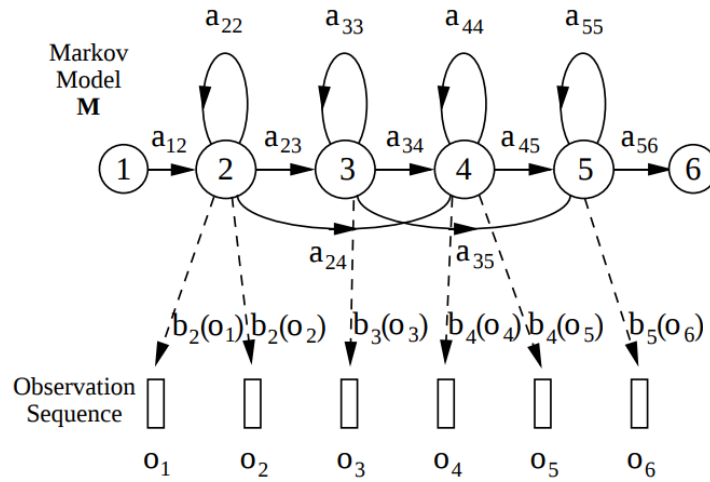 a22 a33 a44 a55
Markov
Model
M
a12 a23 a34 a45 a56
1 2 3 4 5 6
a24 a35
b2(o1) b2(o2) b3(o3) b4(o4) b4(o5) b5(o6)
Observation
Sequence
o1 o2 o3 o4 o5 o6